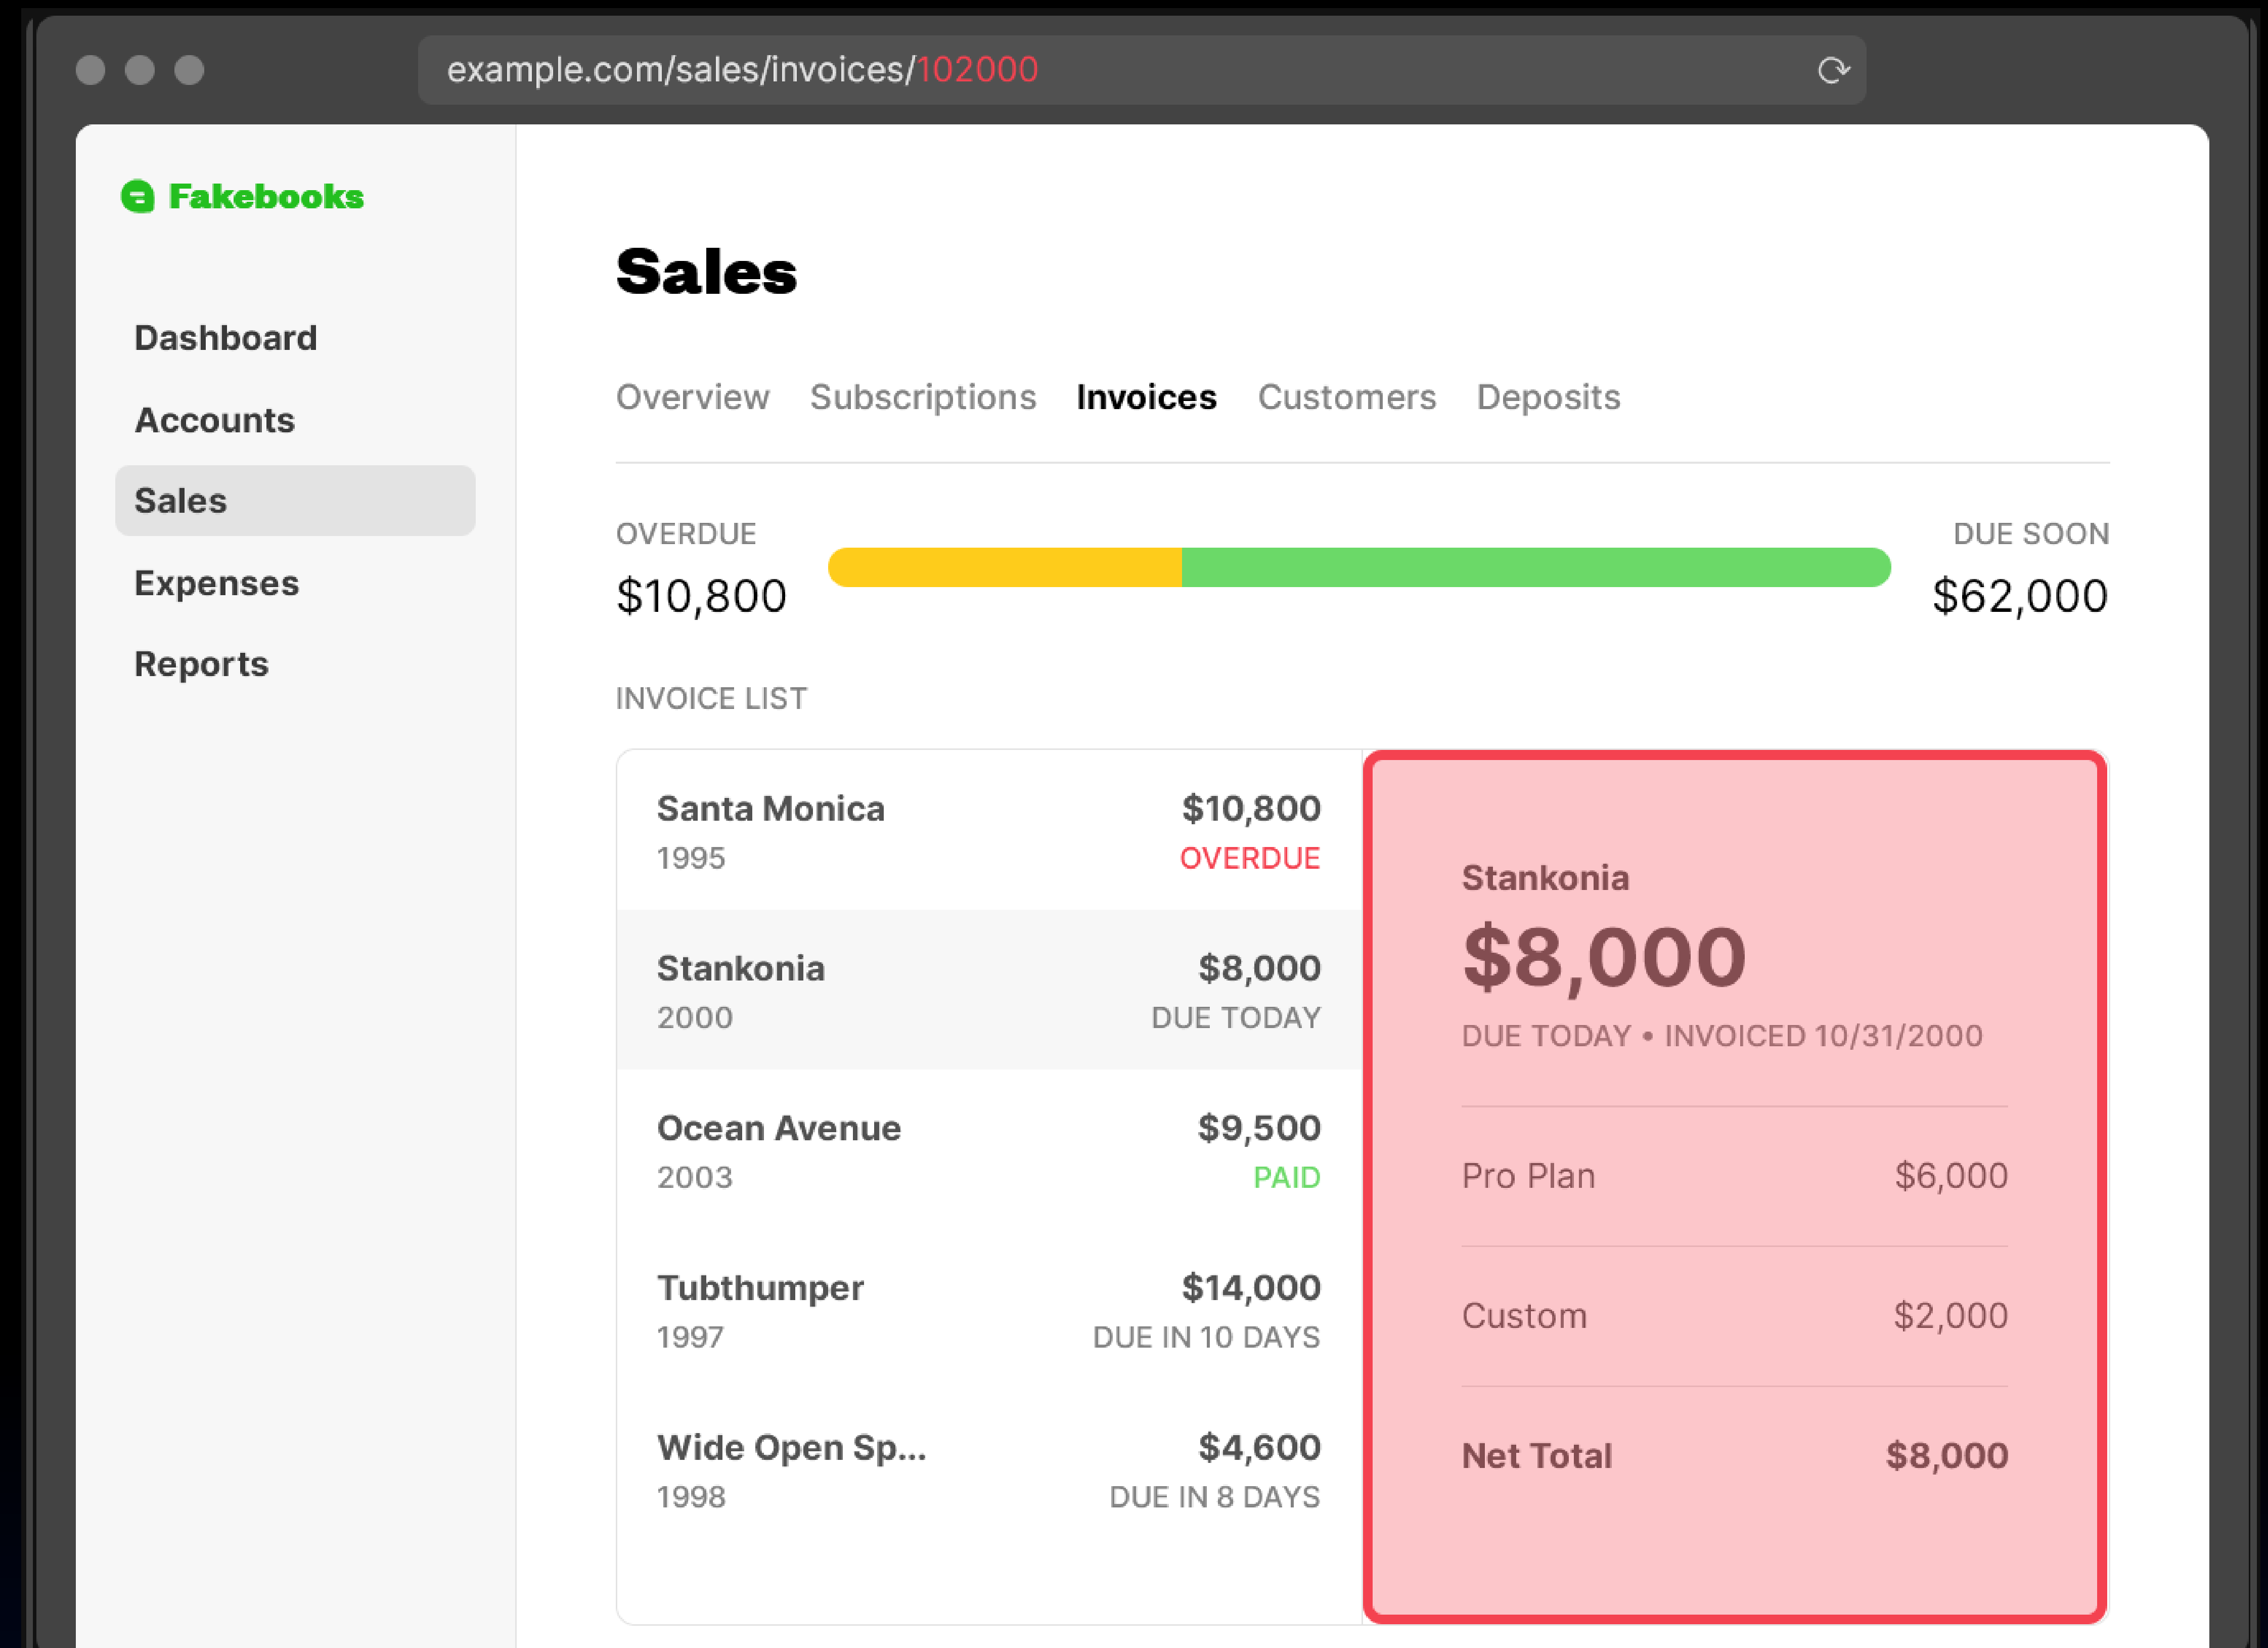 example.com/sales/invoices/102000
Fakebooks
Dashboard
Accounts
Sales
Expenses
Reports
Sales
Overview Subscriptions Invoices Customers Deposits
OVERDUE
$10,800
DUE SOON
$62,000
INVOICE LIST
Santa Monica $10,800
1995 OVERDUE
Stankonia $8,000
2000 DUE TODAY
Ocean Avenue $9,500
2003 PAID
Tubthumper $14,000
1997 DUE IN 10 DAYS
Wide Open Sp... $4,600
1998 DUE IN 8 DAYS
Stankonia
$8,000
DUE TODAY • INVOICED 10/31/2000
Pro Plan $6,000
Custom $2,000
Net Total $8,000